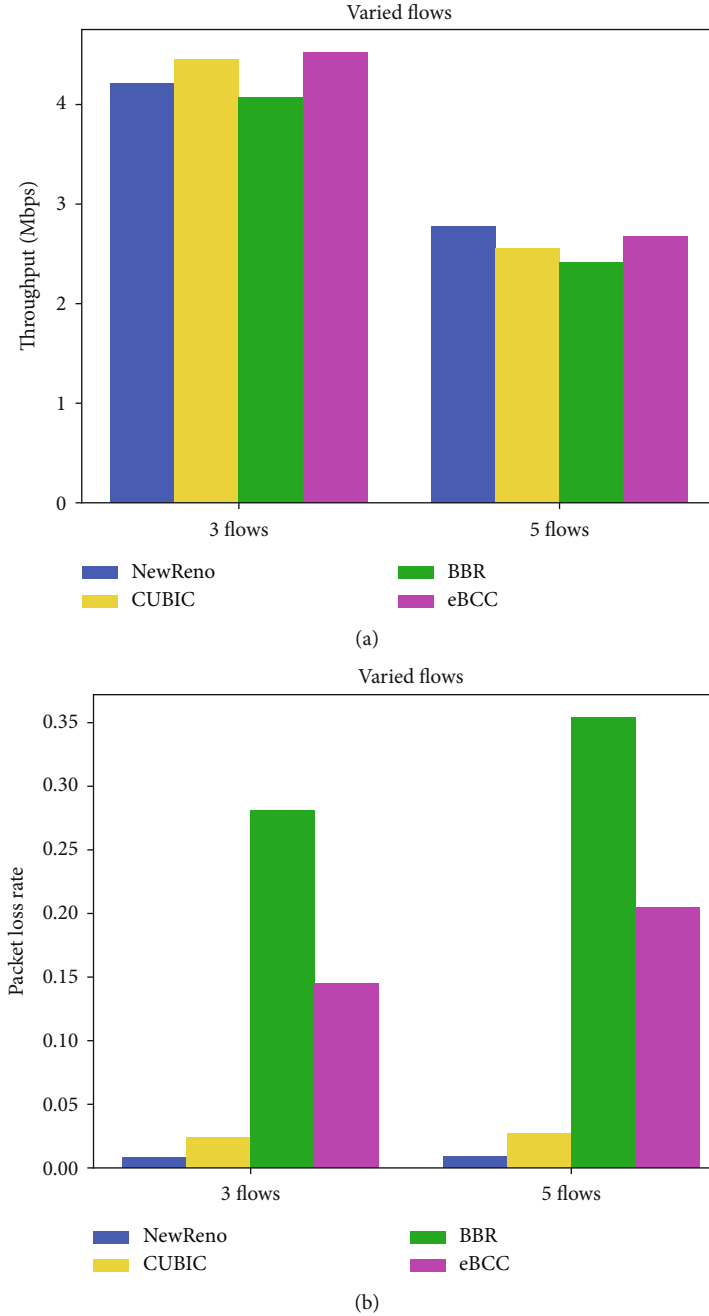 Varied flows
4
3
2
1
0
Throughput (Mbps)
3 flows 5 flows
NewReno BBR
CUBIC eBCC
(a)
Varied flows
0.35
0.30
0.25
0.20
0.15
0.10
0.05
0.00
Packet loss rate
3 flows 5 flows
NewReno BBR
CUBIC eBCC
(b)